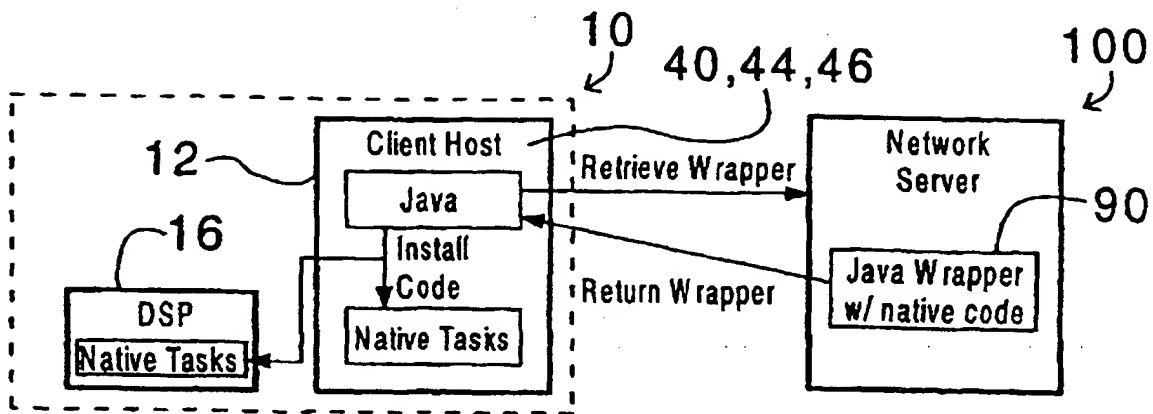 10
40,44,46
100
12
Client Host
Network
Server
Retrieve Wrapper
90
Java
16
Install
Code
Return Wrapper
Java Wrapper
w/ native code
DSP
Native Tasks
Native Tasks